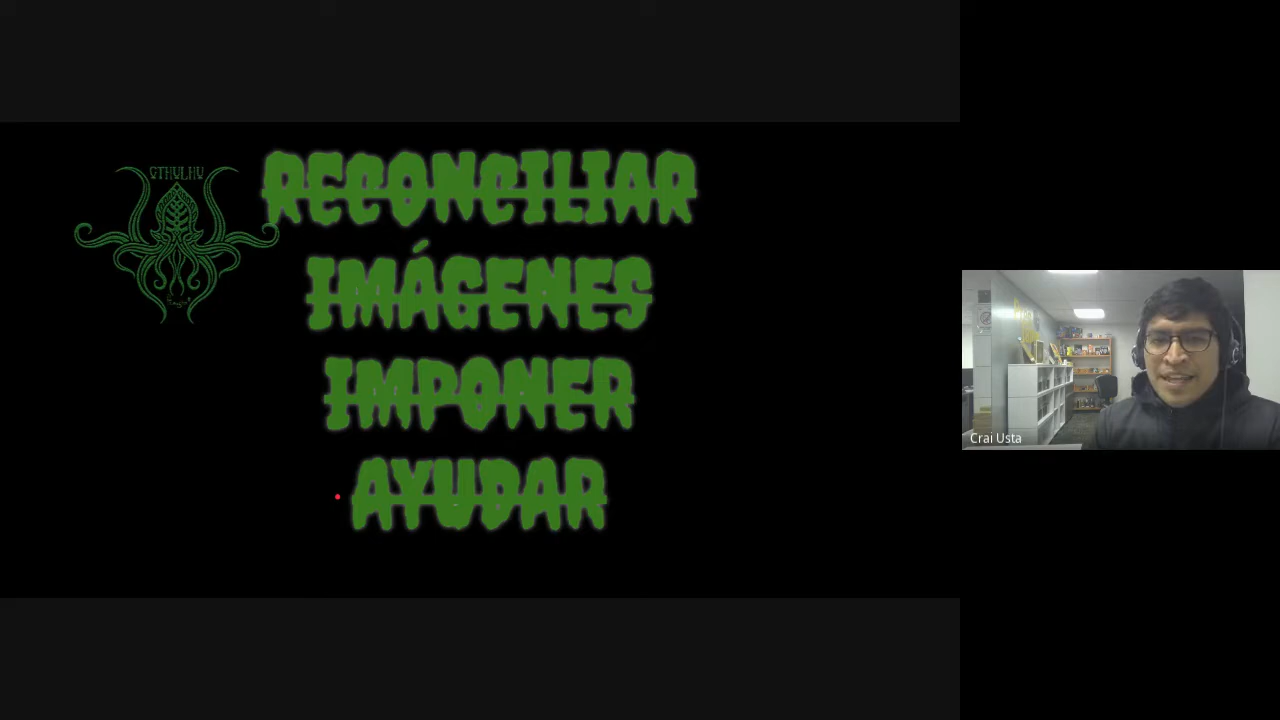 CTHULHU
RECONCILIAR
IMÁGENES
IMPONER
AYUDAR
Crai Usta